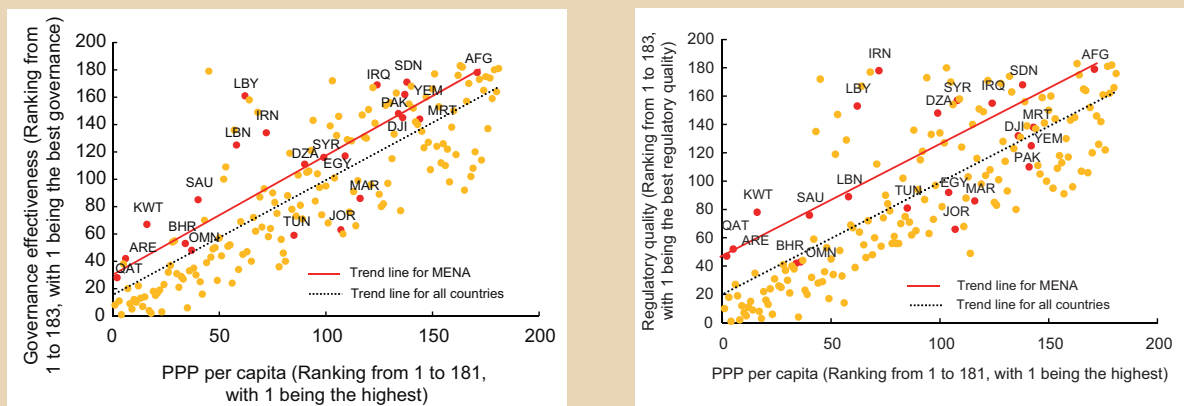 Governance effectiveness (Ranking from
1 to 183, with 1 being the best governance)
200
180
160
140
120
100
80
60
40
20
0
0
50
100
150
200
IRQ
SDN
AFG
LBY
YEM
IRN
PAK
MRT
LBN
DJI
SYR
DZA
EGY
SAU
MAR
KWT
BHR
TUN
JOR
OMN
ARE
QAT
Trend line for MENA
Trend line for all countries
PPP per capita (Ranking from 1 to 181,
with 1 being the highest)
Regulatory quality (Ranking from 1 to 183,
with 1 being the best regulatory quality)
200
180
160
140
120
100
80
60
40
20
0
0
50
100
150
200
IRN
AFG
SDN
LBY
SYR
IRQ
DZA
MRT
DJI
YEM
PAK
LBN
EGY
KWT
SAU
TUN
MAR
JOR
QAT
ARE
BHR
OMN
Trend line for MENA
Trend line for all countries
PPP per capita (Ranking from 1 to 181, with 1 being the highest)